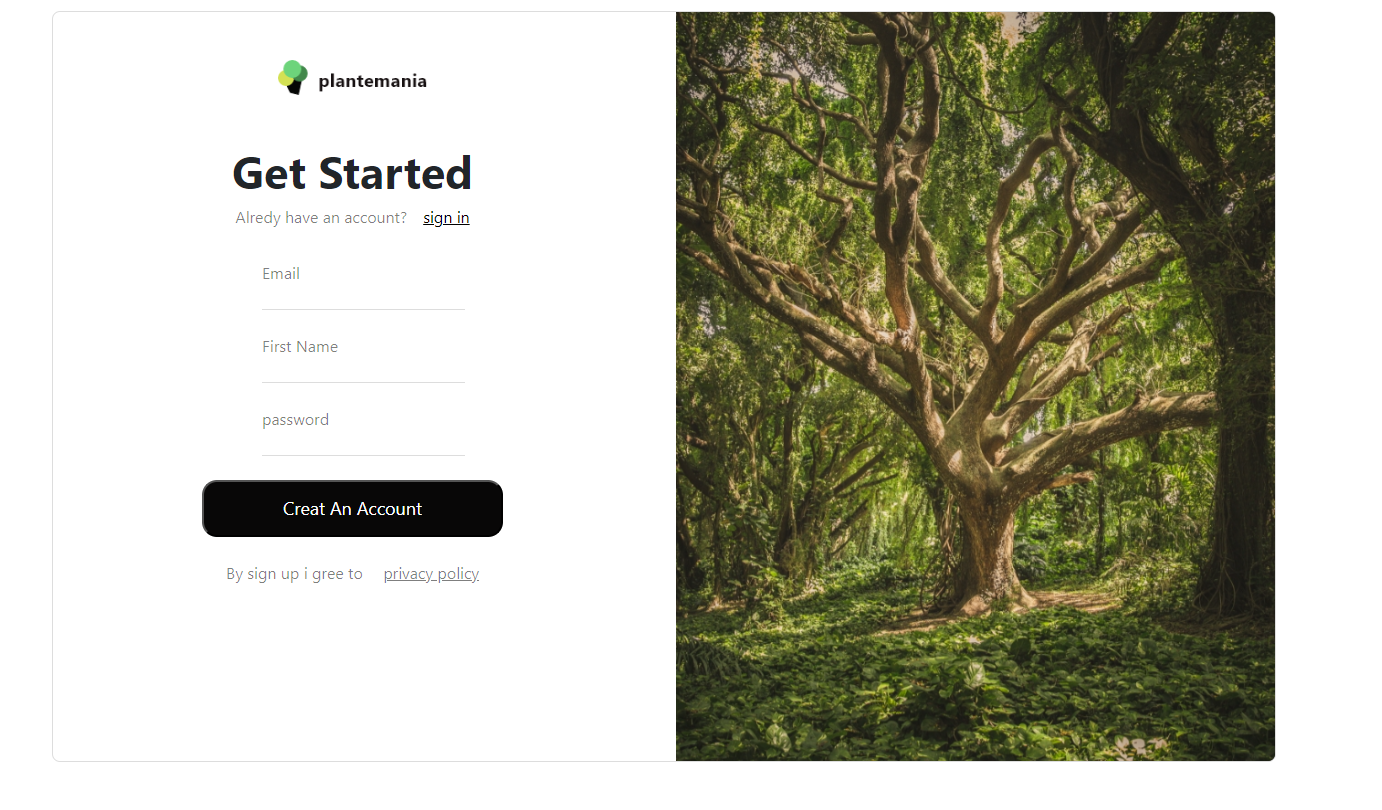 plantemania
Get Started
Alredy have an account? sign in
Email
First Name
password
Creat An Account
By sign up i gree to privacy policy